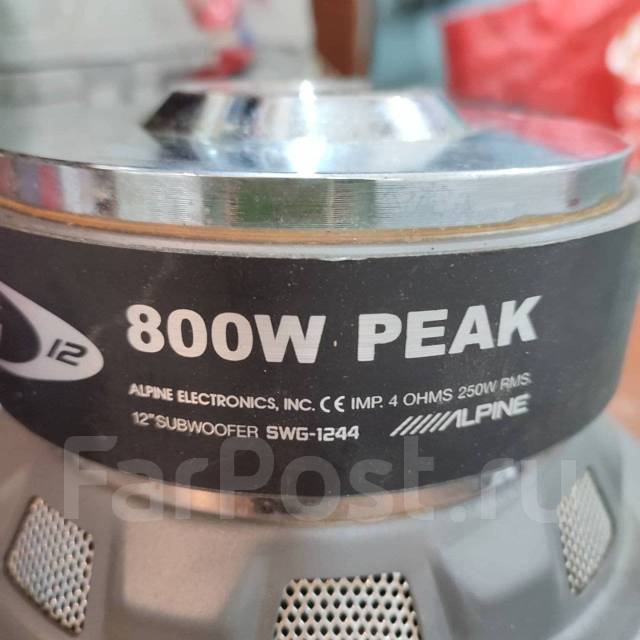 12
800W PEAK
ALPINE ELECTRONICS, INC. CE IMP. 4 OHMS 250W RMS.
12"SUBWOOFER SWG-1244 ALPINE
FarPost.ru